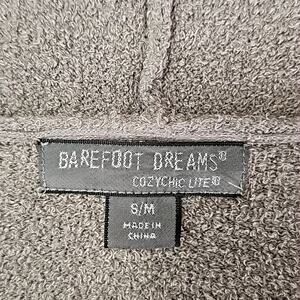 BAREFOOT DREAMS®
COZYCHIC LITE®
S/M
MADE IN
CHINA